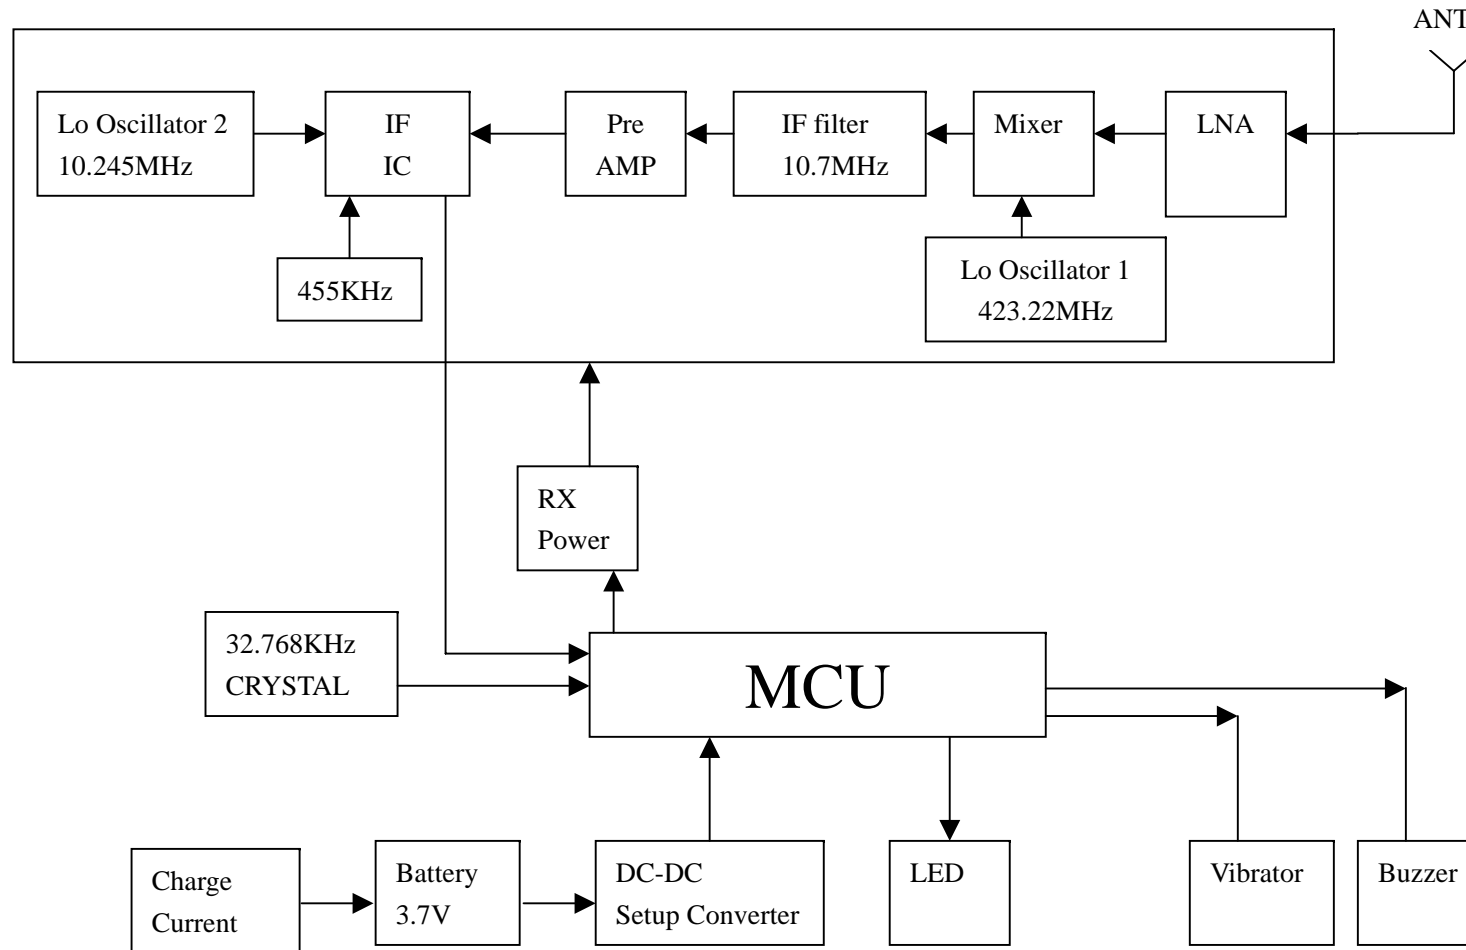 ANT
Lo Oscillator 2
10.245MHz
IF
IC
Pre
AMP
IF filter
10.7MHz
Mixer
LNA
455KHz
Lo Oscillator 1
423.22MHz
RX
Power
32.768KHz
CRYSTAL
MCU
Charge
Current
Battery
3.7V
DC-DC
Setup Converter
LED
Vibrator
Buzzer